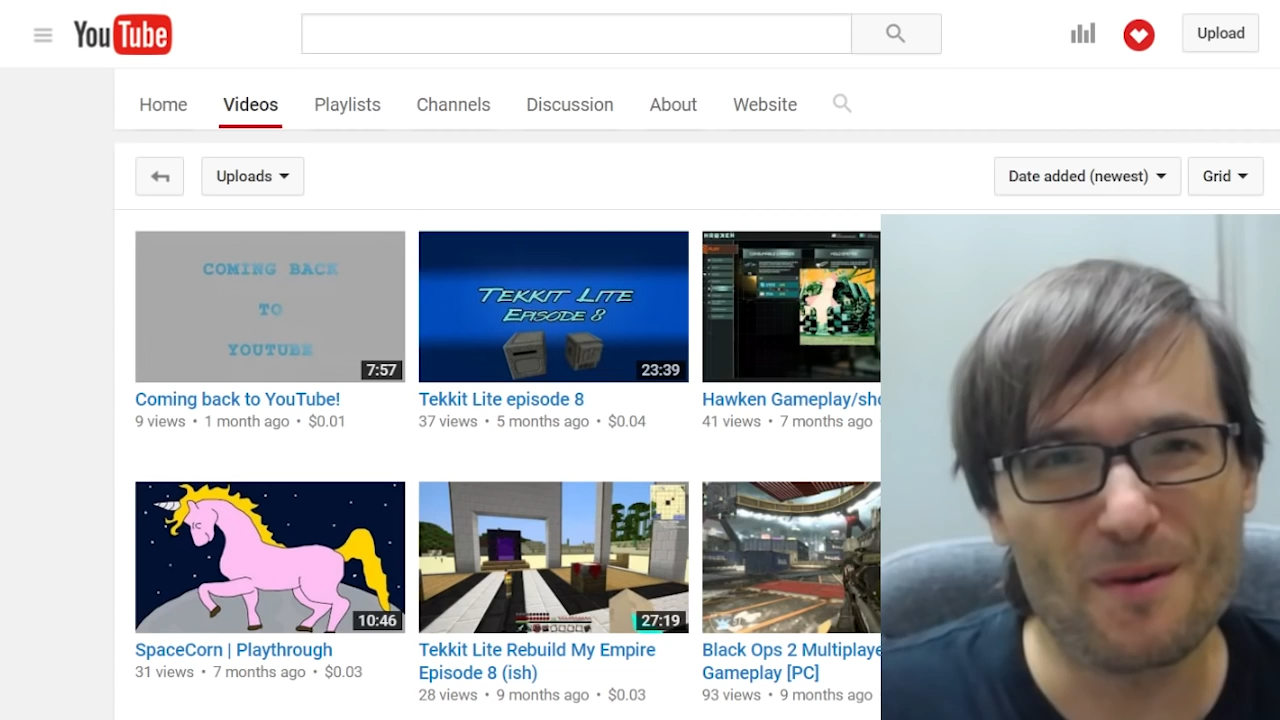 YouTube
Upload
Home Videos Playlists Channels Discussion About Website
Uploads
Date added (newest) Grid
COMING BACK
TO
YOUTUBE
7:57
TEKKIT LITE
EPISODE 8
23:39
HAWKEN
Coming back to YouTube!
9 views • 1 month ago • $0.01
Tekkit Lite episode 8
37 views • 5 months ago • $0.04
Hawken Gameplay/sho
41 views • 7 months ago
10:46
27:19
SpaceCorn | Playthrough
31 views • 7 months ago • $0.03
Tekkit Lite Rebuild My Empire
Episode 8 (ish)
28 views • 9 months ago • $0.03
Black Ops 2 Multiplaye
Gameplay [PC]
93 views • 9 months ago